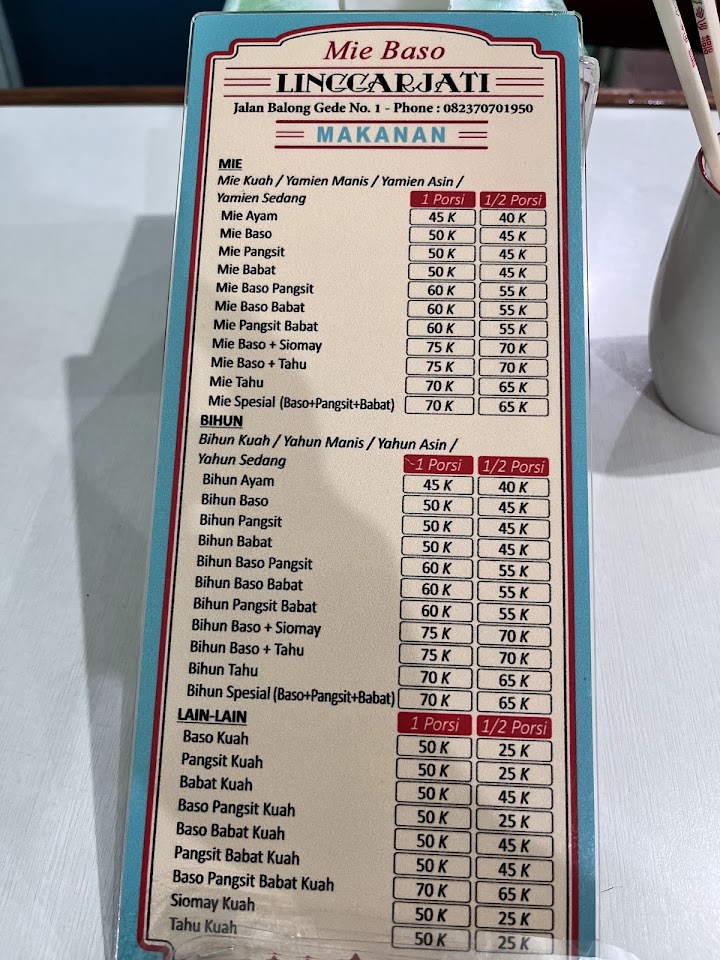 Mie Baso
LINGGARJATI
Jalan Balong Gede No. 1 - Phone : 082370701950
MAKANAN
MIE
Mie Kuah / Yamien Manis / Yamien Asin /
Yamien Sedang 1 Porsi 1/2 Porsi
Mie Ayam 45 K 40 K
Mie Baso 50 K 45 K
Mie Pangsit 50 K 45 K
Mie Babat 50 K 45 K
Mie Baso Pangsit 60 K 55 K
Mie Baso Babat 60 K 55 K
Mie Pangsit Babat 60 K 55 K
Mie Baso + Siomay 75 K 70 K
Mie Baso + Tahu 75 K 70 K
Mie Tahu 70 K 65 K
Mie Spesial (Baso+Pangsit+Babat) 70 K 65 K
BIHUN
Bihun Kuah / Yahun Manis / Yahun Asin /
Yahun Sedang 1 Porsi 1/2 Porsi
Bihun Ayam 45 K 40 K
Bihun Baso 50 K 45 K
Bihun Pangsit 50 K 45 K
Bihun Babat 50 K 45 K
Bihun Baso Pangsit 60 K 55 K
Bihun Baso Babat 60 K 55 K
Bihun Pangsit Babat 60 K 55 K
Bihun Baso + Siomay 75 K 70 K
Bihun Baso + Tahu 75 K 70 K
Bihun Tahu 70 K 65 K
Bihun Spesial (Baso+Pangsit+Babat) 70 K 65 K
LAIN-LAIN 1 Porsi 1/2 Porsi
Baso Kuah 50 K 25 K
Pangsit Kuah 50 K 25 K
Babat Kuah 50 K 45 K
Baso Pangsit Kuah 50 K 25 K
Baso Babat Kuah 50 K 45 K
Pangsit Babat Kuah 50 K 45 K
Baso Pangsit Babat Kuah 70 K 65 K
Siomay Kuah 50 K 25 K
Tahu Kuah 50 K 25 K